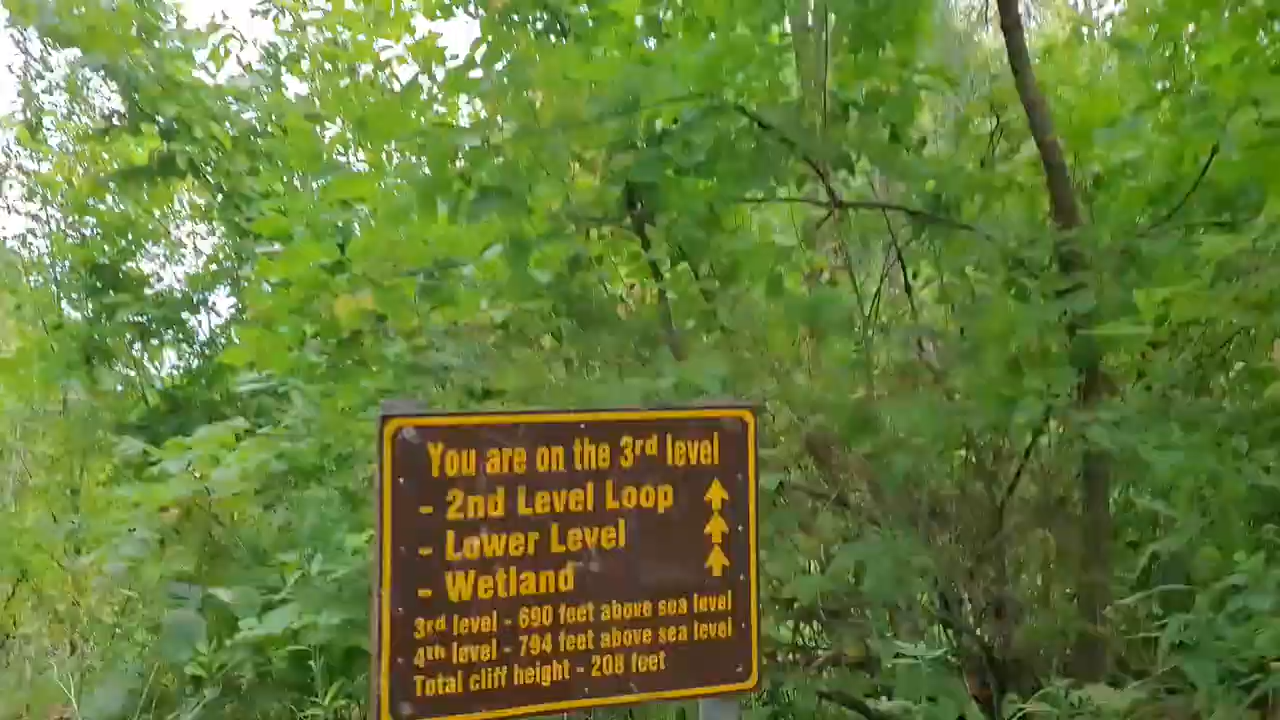 You are on the 3rd level
- 2nd Level Loop
- Lower Level
- Wetland
3rd level - 690 feet above sea level
4th level - 794 feet above sea level
Total cliff height - 208 feet